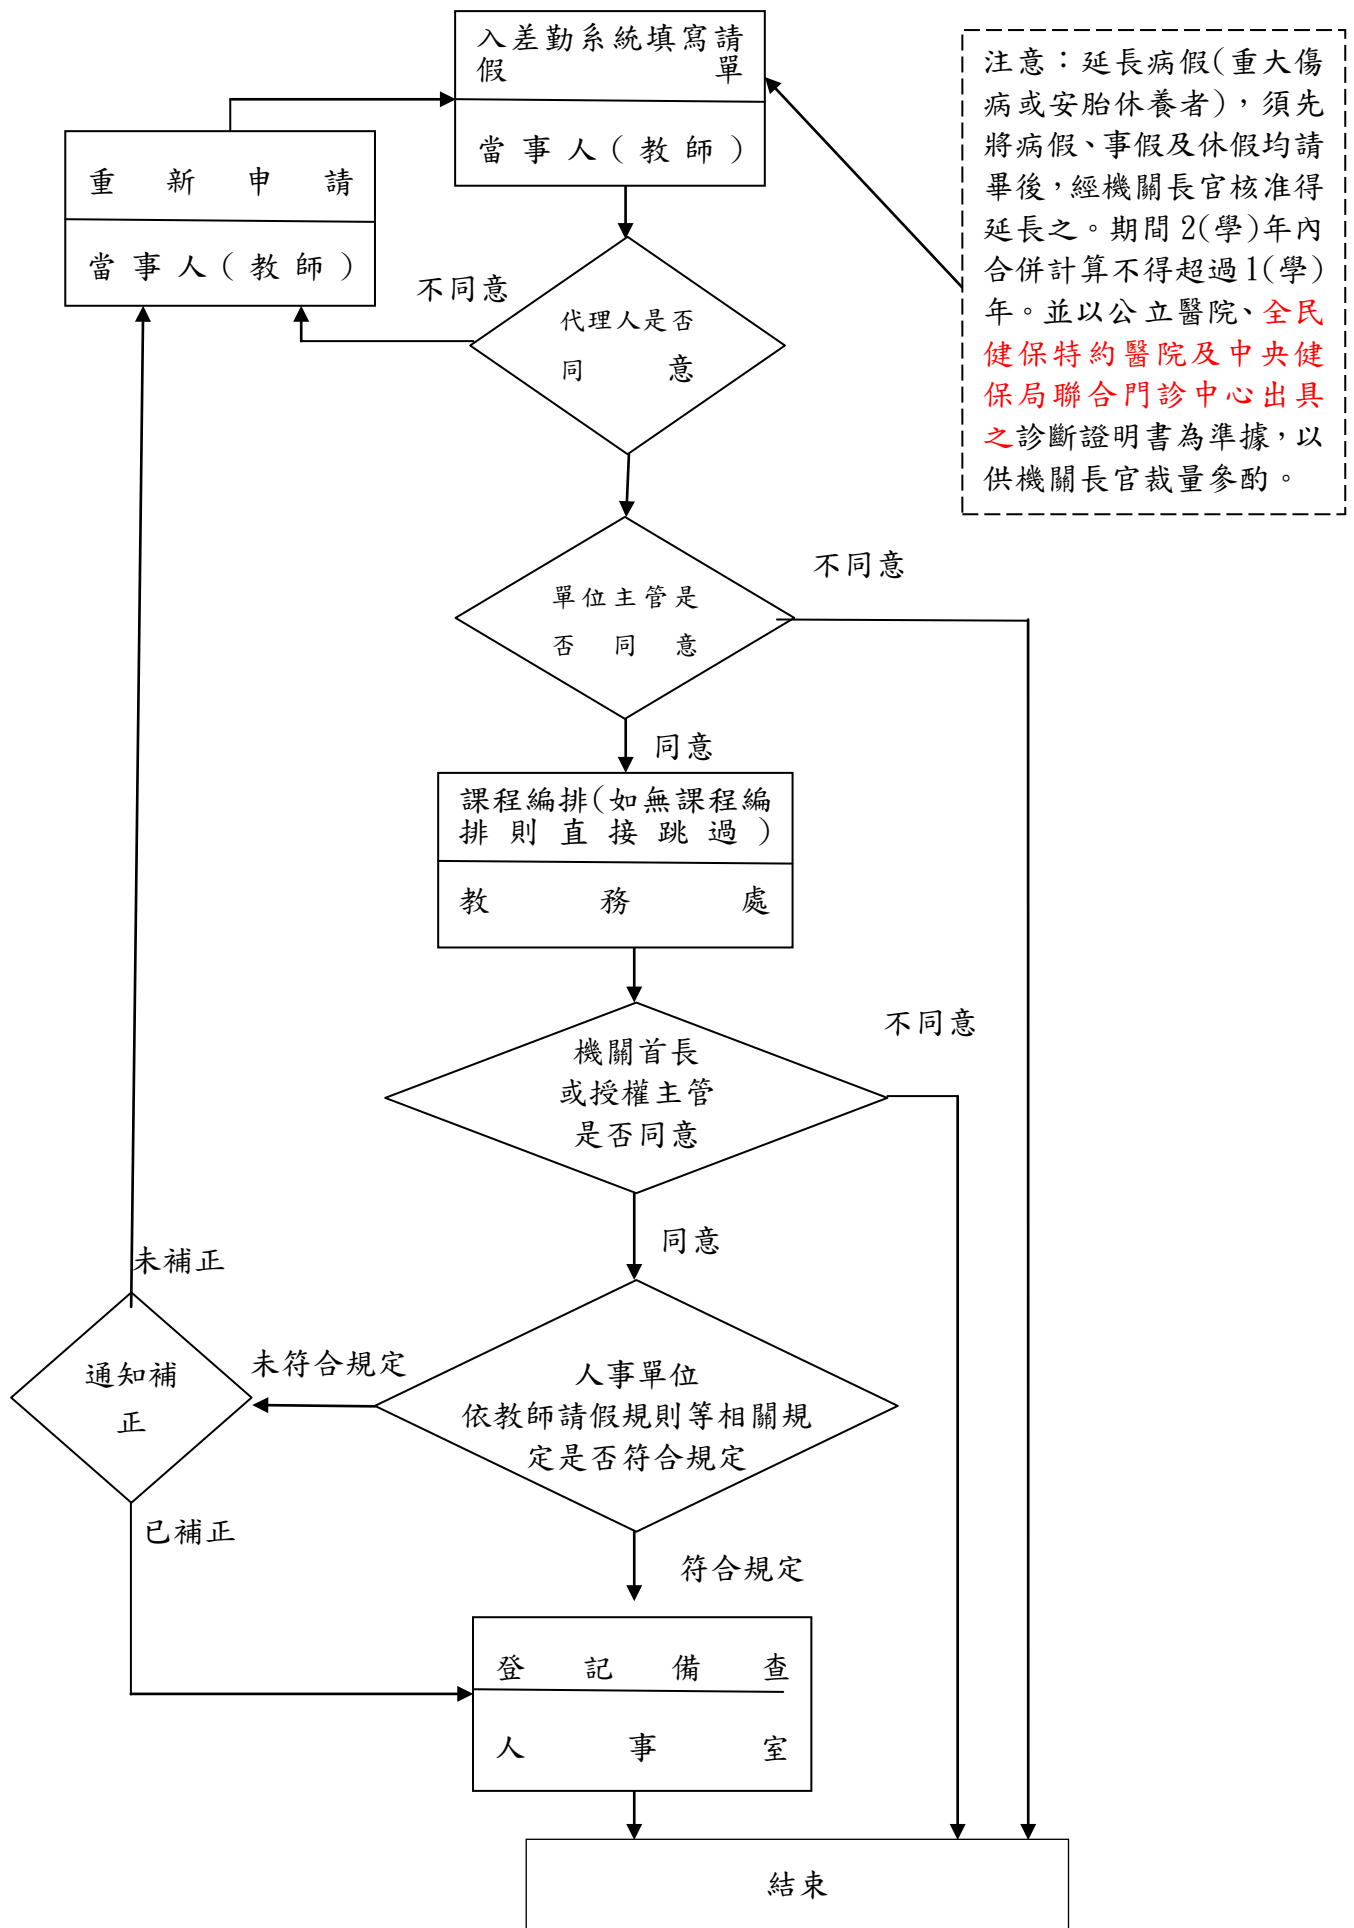 入差勤系統填寫請
假單
當事人(教師)
注意：延長病假(重大傷
病或安胎休養者)，須先
將病假、事假及休假均請
畢後，經機關長官核准得
延長之。期間2(學)年內
合併計算不得超過1(學)
年。並以公立醫院、全民
健保特約醫院及中央健
保局聯合門診中心出具
之診斷證明書為準據，以
供機關長官裁量參酌。
重新申請
當事人(教師)
不同意
代理人是否
同意
單位主管是
否同意
不同意
同意
課程編排(如無課程編
排則直接跳過)
教務處
機關首長
或授權主管
是否同意
不同意
同意
未補正
通知補
正
未符合規定
人事單位
依教師請假規則等相關規
定是否符合規定
已補正
符合規定
登記備查
人事室
結束